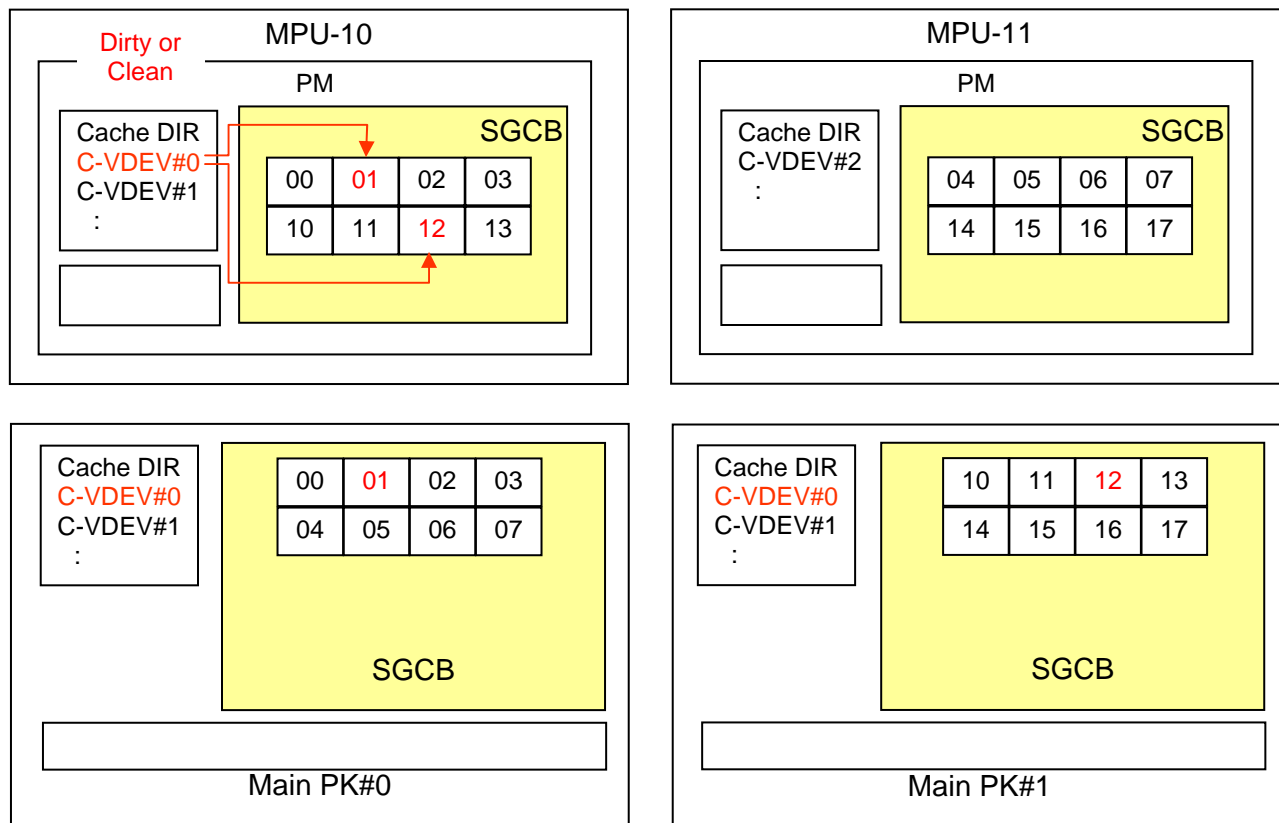 MPU-10
Dirty or
Clean
PM
Cache DIR
C-VDEV#0
C-VDEV#1
:
SGCB
00 01 02 03
10 11 12 13
MPU-11
PM
Cache DIR
C-VDEV#2
:
SGCB
04 05 06 07
14 15 16 17
Cache DIR
C-VDEV#0
C-VDEV#1
:
00 01 02 03
04 05 06 07
SGCB
Main PK#0
Cache DIR
C-VDEV#0
C-VDEV#1
:
10 11 12 13
14 15 16 17
SGCB
Main PK#1